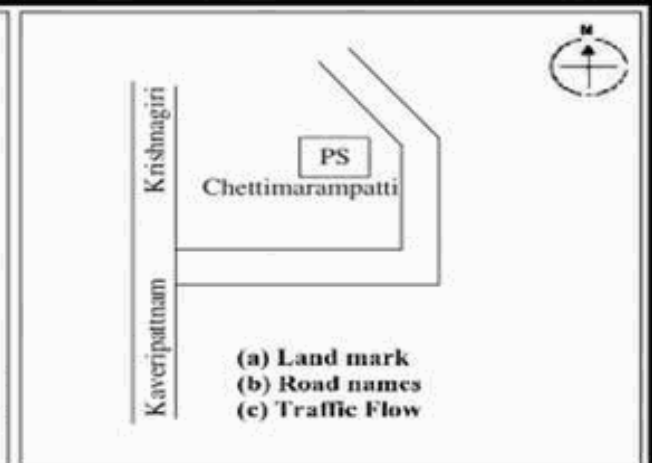 N
Krishnagiri
PS
Chettimarampatti
Kaveripattnam
(a) Land mark
(b) Road names
(c) Traffic Flow